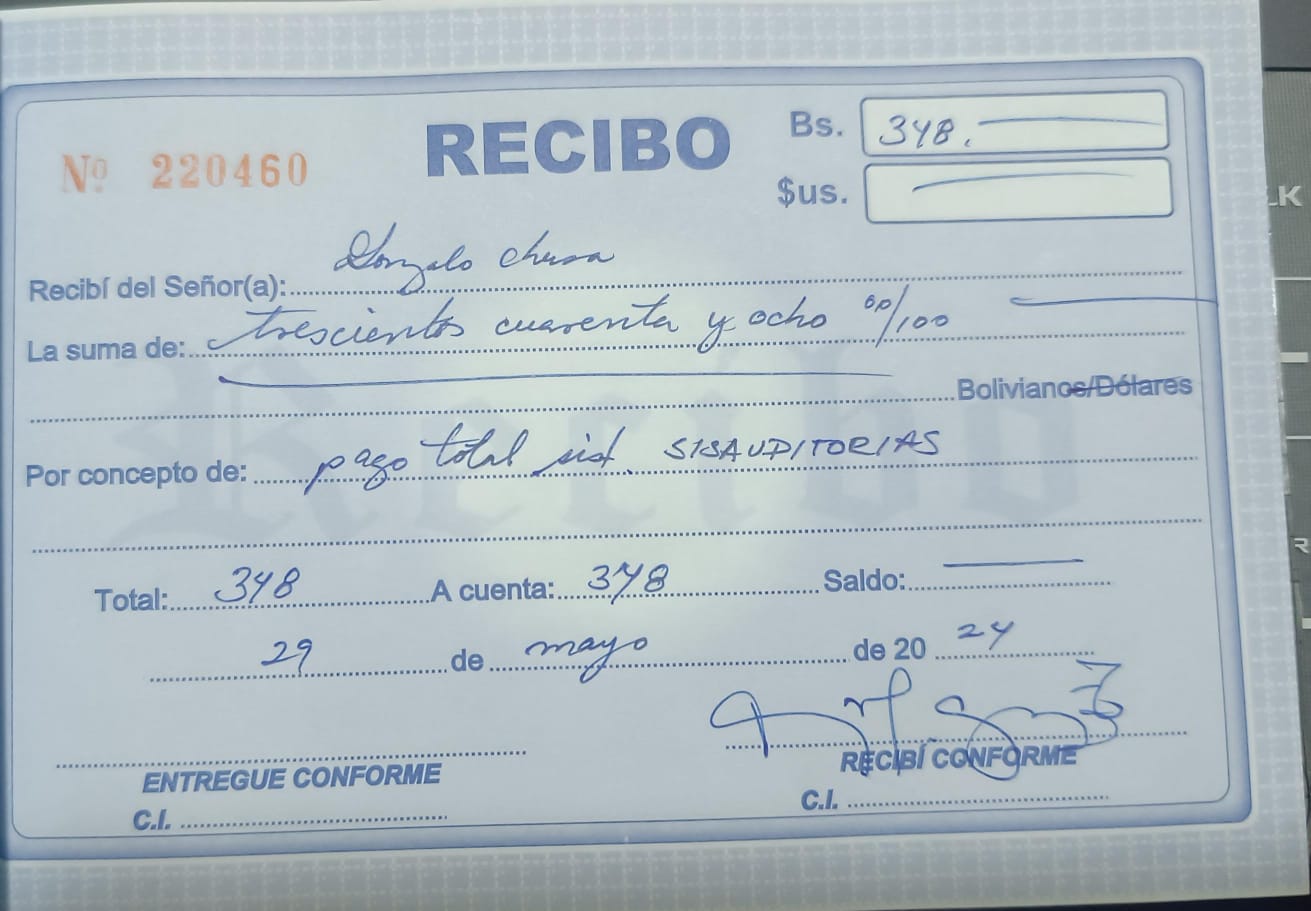 RECIBO
Nº 220460
Bs. 348.
$us.
Recibí del Señor(a): Gonzalo
La suma de: trescientos cuarenta y ocho 00/100
Bolivianos/Dólares
Por concepto de: pago total sist. SISAUDITORIAS
Total: 348 A cuenta: 348 Saldo:
29 de mayo de 20 24
ENTREGUE CONFORME
RECIBÍ CONFORME
C.I.
C.I.
Recibo
LK
R